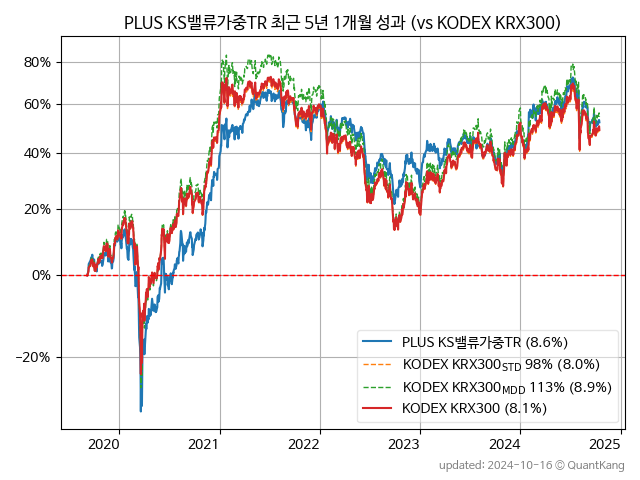 PLUS KS밸류가중TR 최근 5년 1개월 성과 (vs KODEX KRX300)
80%
60%
40%
20%
0%
−20%
PLUS KS밸류가중TR (8.6%)
KODEX KRX300STD 98% (8.0%)
KODEX KRX300MDD 113% (8.9%)
KODEX KRX300 (8.1%)
2020 2021 2022 2023 2024 2025
updated: 2024-10-16 © QuantKang